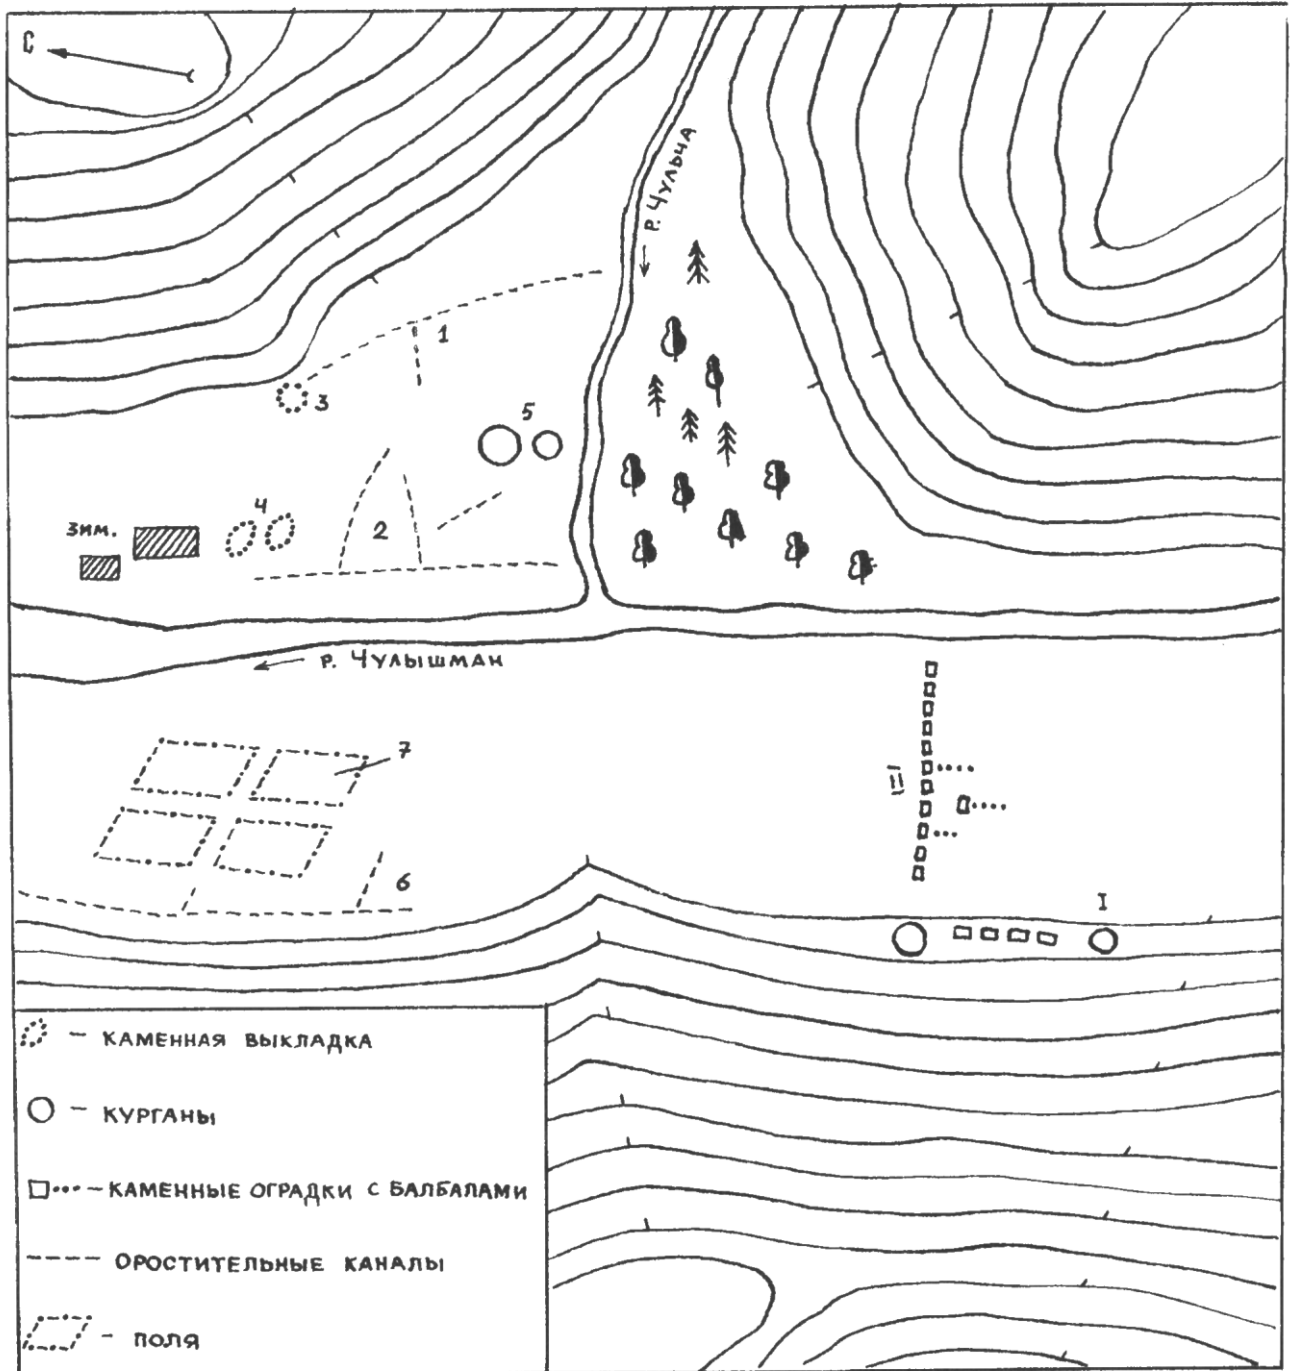 С
р. Чульча
1
3
5
4
зим.
2
р. Чулышман
7
II
6
I
– каменная выкладка
– курганы
– каменные оградки с балбалами
– оростительные каналы
– поля